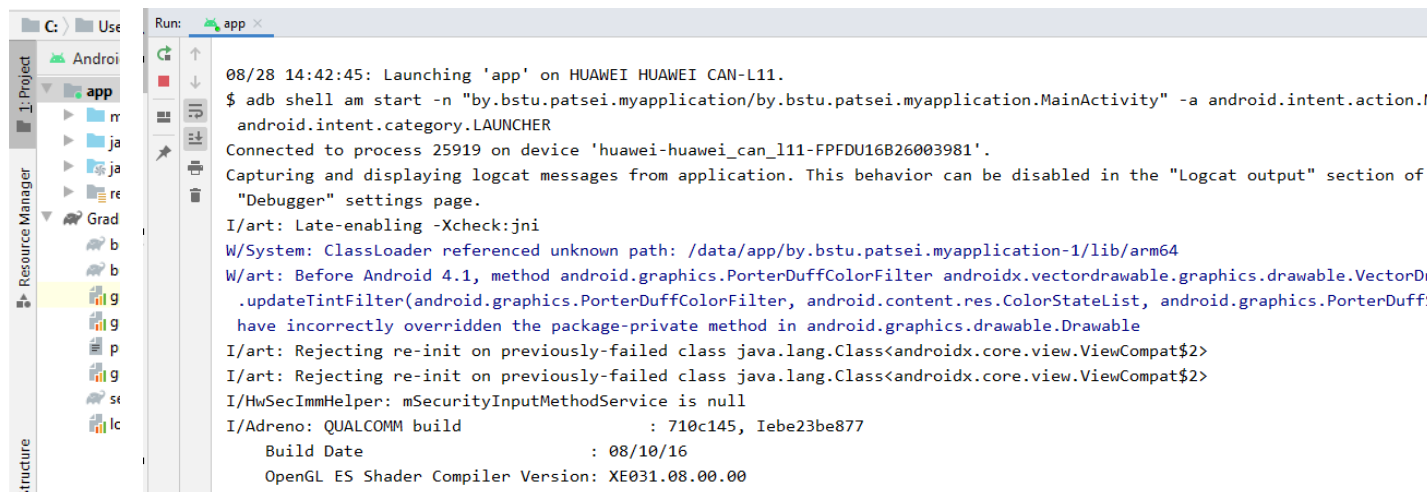 C: Use
Run: app
1: Project
Androi
app
m
ja
ja
re
Grad
b
b
g
g
p
g
se
lo
Resource Manager
tructure
08/28 14:42:45: Launching 'app' on HUAWEI HUAWEI CAN-L11.
$ adb shell am start -n "by.bstu.patsei.myapplication/by.bstu.patsei.myapplication.MainActivity" -a android.intent.action.M
android.intent.category.LAUNCHER
Connected to process 25919 on device 'huawei-huawei_can_l11-FPFDU16B26003981'.
Capturing and displaying logcat messages from application. This behavior can be disabled in the "Logcat output" section of
"Debugger" settings page.
I/art: Late-enabling -Xcheck:jni
W/System: ClassLoader referenced unknown path: /data/app/by.bstu.patsei.myapplication-1/lib/arm64
W/art: Before Android 4.1, method android.graphics.PorterDuffColorFilter androidx.vectordrawable.graphics.drawable.VectorDr
.updateTintFilter(android.graphics.PorterDuffColorFilter, android.content.res.ColorStateList, android.graphics.PorterDuff
have incorrectly overridden the package-private method in android.graphics.drawable.Drawable
I/art: Rejecting re-init on previously-failed class java.lang.Class<androidx.core.view.ViewCompat$2>
I/art: Rejecting re-init on previously-failed class java.lang.Class<androidx.core.view.ViewCompat$2>
I/HwSecImmHelper: mSecurityInputMethodService is null
I/Adreno: QUALCOMM build : 710c145, Iebe23be877
Build Date : 08/10/16
OpenGL ES Shader Compiler Version: XE031.08.00.00